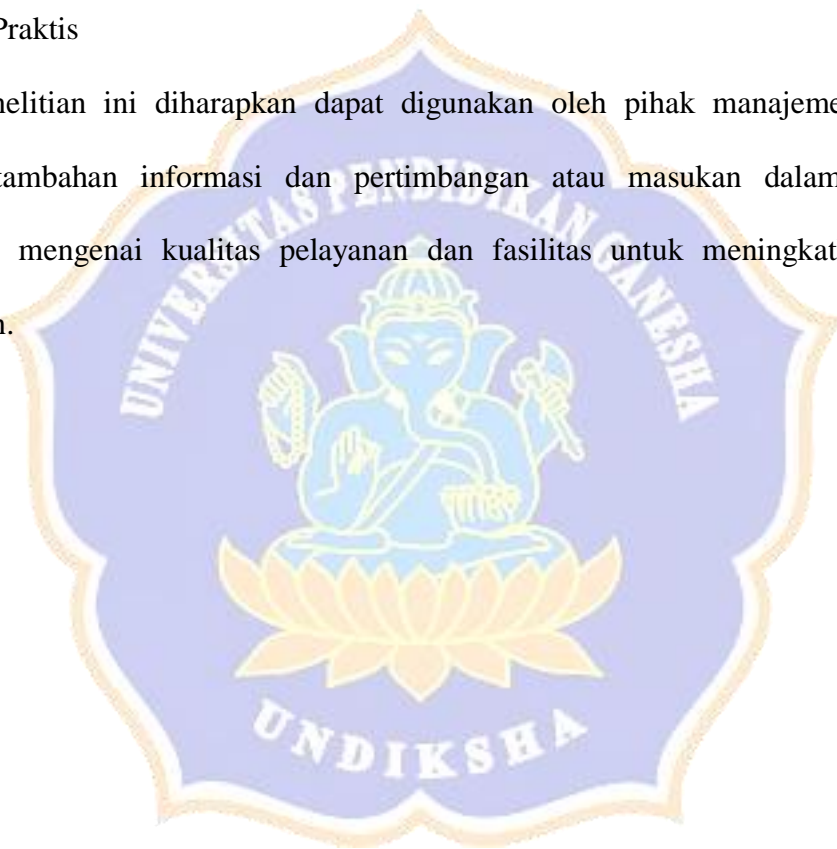 Praktis
nelitian ini diharapkan dapat digunakan oleh pihak manajeme
tambahan informasi dan pertimbangan atau masukan dalam
mengenai kualitas pelayanan dan fasilitas untuk meningkat
n.
UNIVERSITAS PENDIDIKAN GANESHA
UNDIKSHA